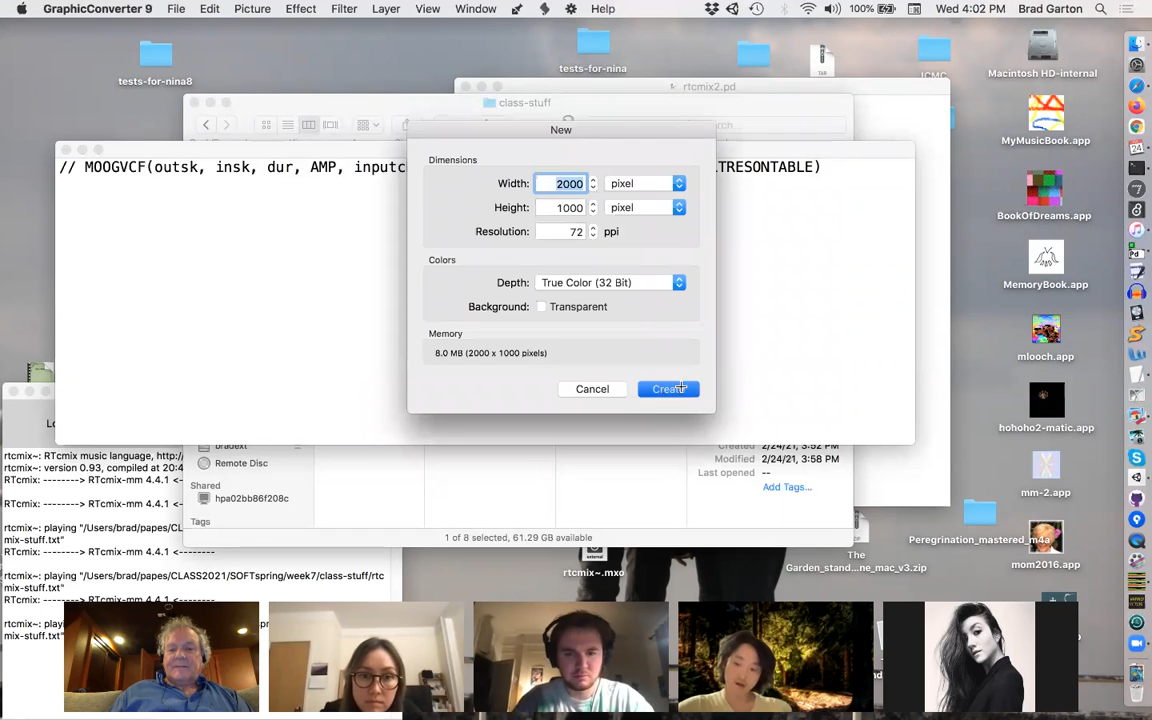 GraphicConverter 9 File Edit Picture Effect Filter Layer View Window Help 100% Wed 4:02 PM Brad Garton
tests-for-nina8
tests-for-nina
TAR
ICMC
Macintosh HD-internal
rtcmix2.pd
class-stuff
New
MyMusicBook.app
// MOOGVCF(outsk, insk, dur, AMP, inputc
TRESONTABLE)
Dimensions
Width: 2000 pixel
Height: 1000 pixel
Resolution: 72 ppi
BookOfDreams.app
Colors
Depth: True Color (32 Bit)
Background: Transparent
MemoryBook.app
Memory
8.0 MB (2000 x 1000 pixels)
mlooch.app
Cancel
Create
hohoho2-matic.app
bradext
Remote Disc
Shared
hpa02bb86f208c
Tags
Created 2/24/21, 3:52 PM
Modified 2/24/21, 3:58 PM
Last opened --
Add Tags...
1 of 8 selected, 61.29 GB available
rtcmix~: RTcmix music language, http:/
rtcmix~: version 0.93, compiled at 20:4
RTcmix: --------> RTcmix-mm 4.4.1 <-
RTcmix: --------> RTcmix-mm 4.4.1 <-
rtcmix~: playing "/Users/brad/papes/CL
mix-stuff.txt"
RTcmix: --------> RTcmix-mm 4.4.1 <--------
rtcmix~: playing "/Users/brad/papes/CLASS2021/SOFTspring/week7/class-stuff/rtc
mix-stuff.txt"
RTcmix: --------> RTcmix-mm 4.4.1 <--------
mix-stuff.txt"
mm-2.app
Peregrination_mastered_m4a
mom2016.app
rtcmix~.mxo
The
Garden_stand...ne_mac_v3.zip